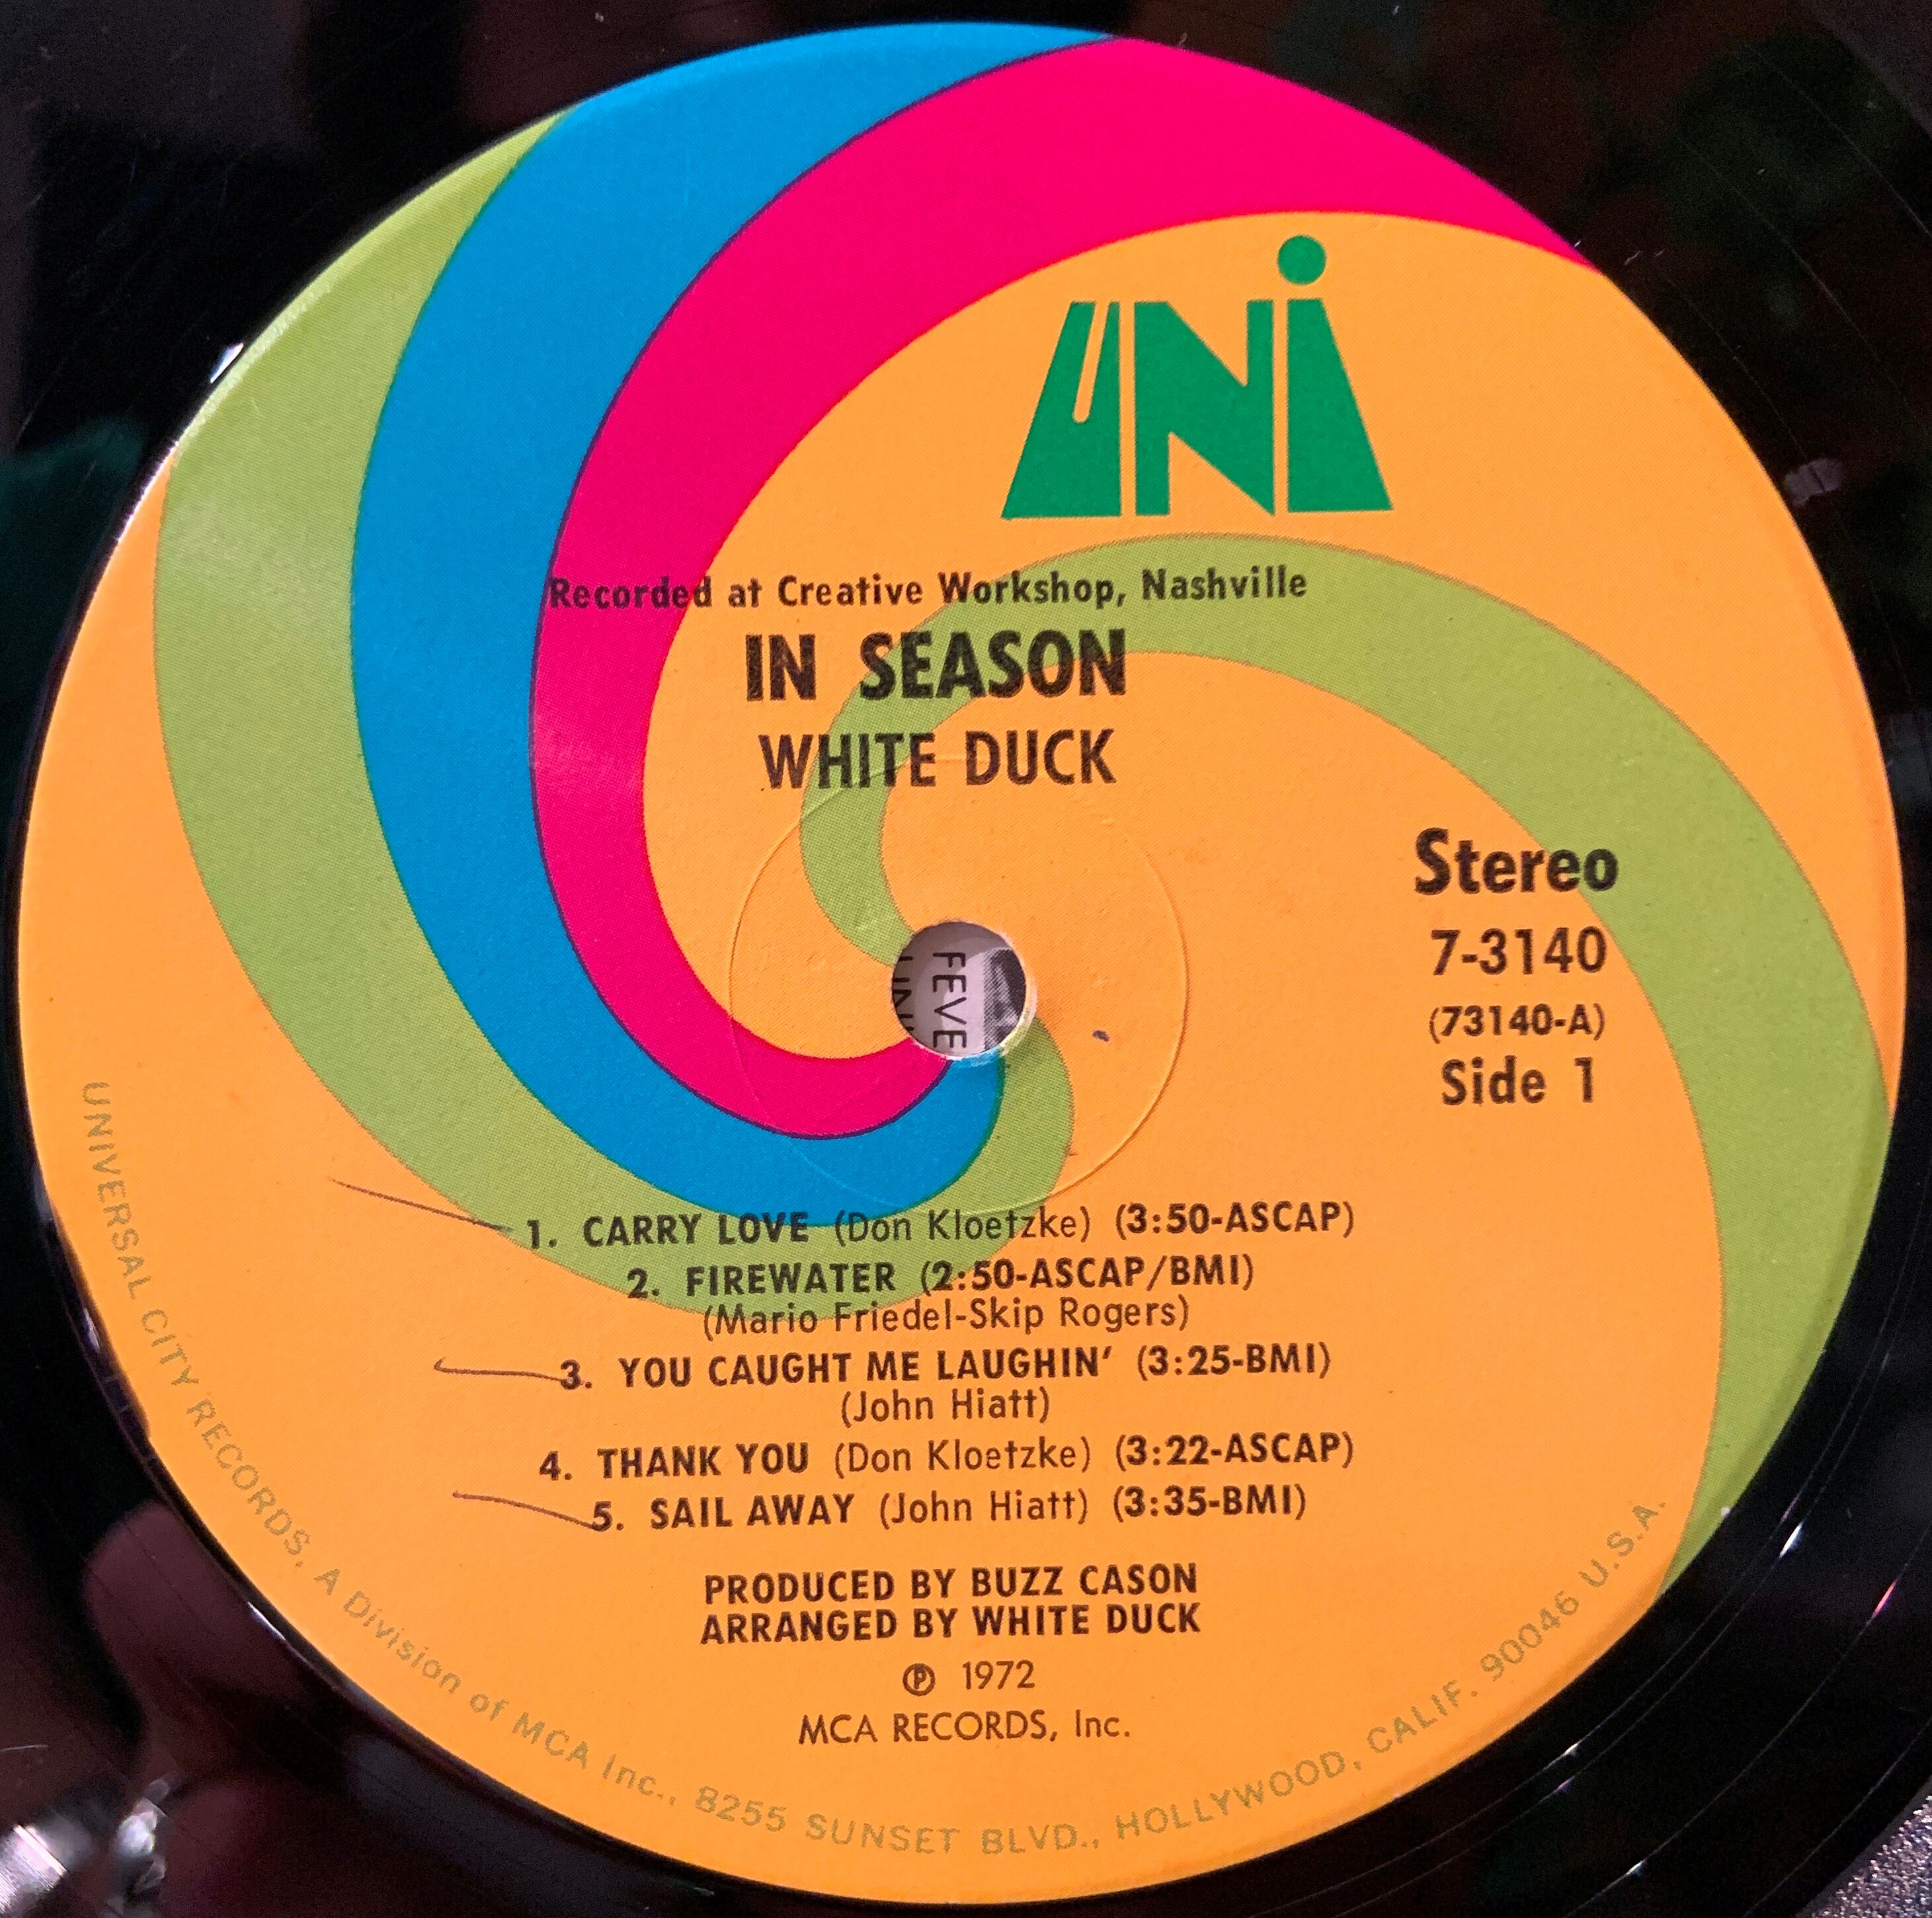 UNi
Recorded at Creative Workshop, Nashville
IN SEASON
WHITE DUCK
Stereo
7-3140
(73140-A)
Side 1
FEVE
1. CARRY LOVE (Don Kloetzke) (3:50-ASCAP)
2. FIREWATER (2:50-ASCAP/BMI)
(Mario Friedel-Skip Rogers)
3. YOU CAUGHT ME LAUGHIN' (3:25-BMI)
(John Hiatt)
4. THANK YOU (Don Kloetzke) (3:22-ASCAP)
5. SAIL AWAY (John Hiatt) (3:35-BMI)
PRODUCED BY BUZZ CASON
ARRANGED BY WHITE DUCK
℗ 1972
MCA RECORDS, Inc.
UNIVERSAL CITY RECORDS, A Division of MCA Inc., 8255 SUNSET BLVD., HOLLYWOOD, CALIF. 90046 U.S.A.